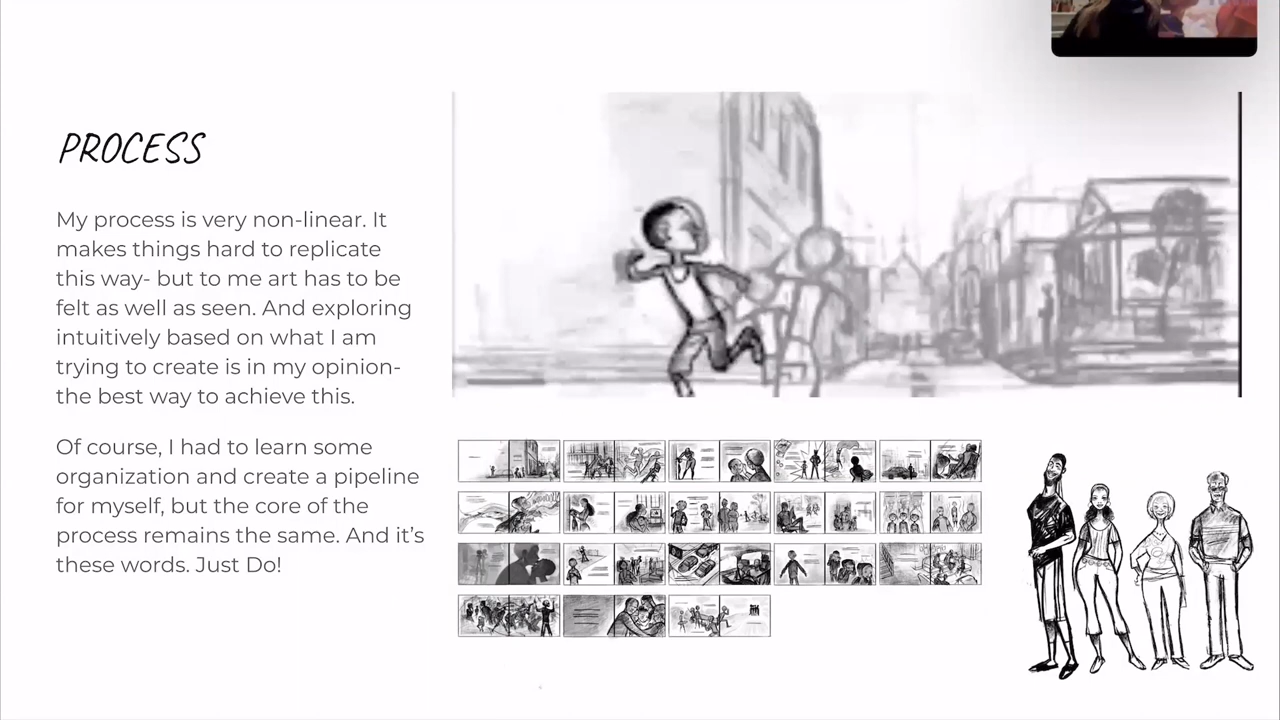 PROCESS
My process is very non-linear. It
makes things hard to replicate
this way- but to me art has to be
felt as well as seen. And exploring
intuitively based on what I am
trying to create is in my opinion-
the best way to achieve this.
Of course, I had to learn some
organization and create a pipeline
for myself, but the core of the
process remains the same. And it's
these words. Just Do!